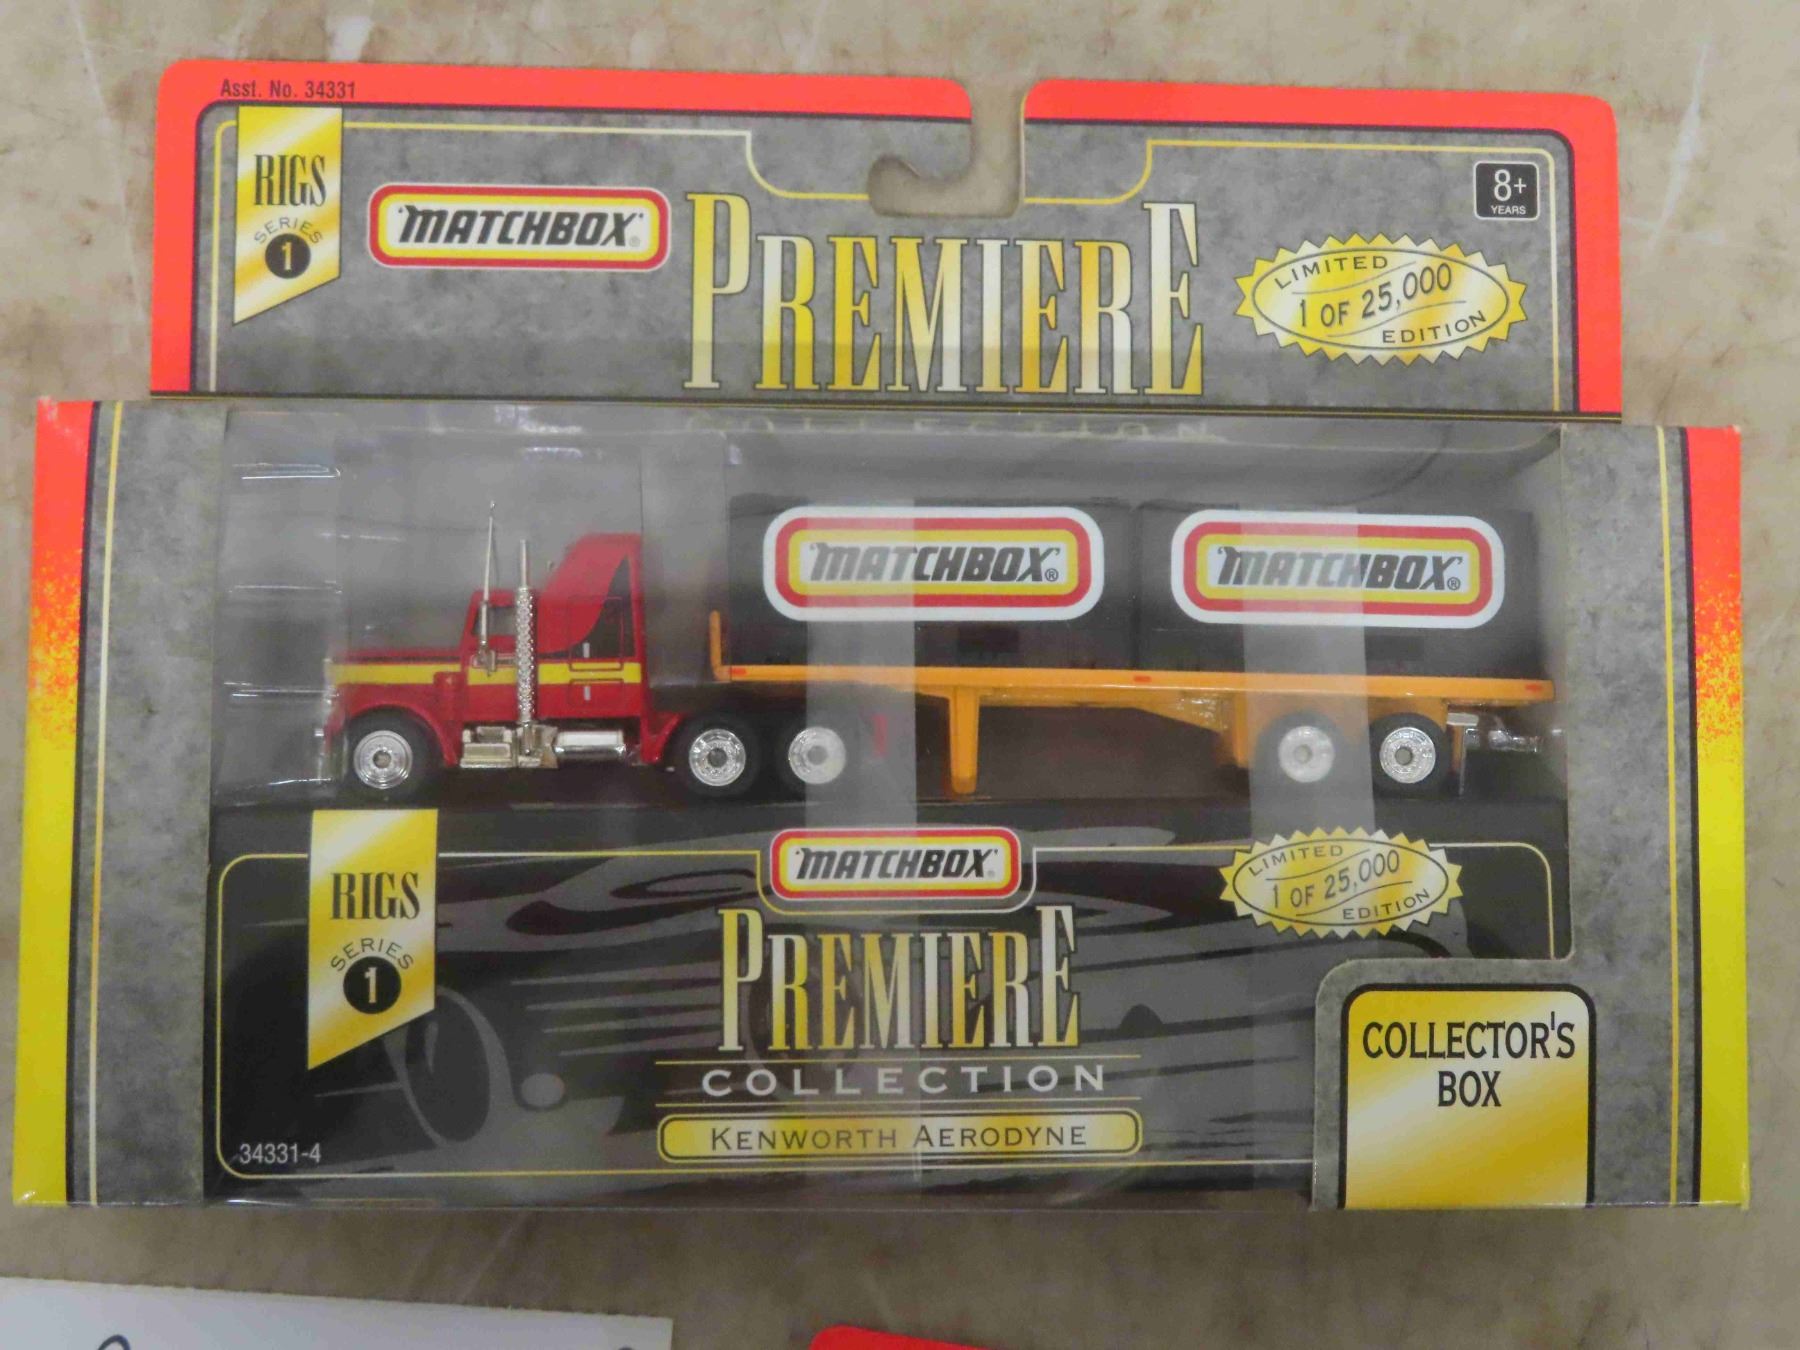 Asst. No. 34331
RIGS
SERIES
1
'MATCHBOX'®
PREMIERE
8+
YEARS
LIMITED
1 OF 25,000
EDITION
COLLECTION
'MATCHBOX'®
'MATCHBOX'®
RIGS
SERIES
1
'MATCHBOX'®
PREMIERE
COLLECTION
KENWORTH AERODYNE
LIMITED
1 OF 25,000
EDITION
34331-4
COLLECTOR'S
BOX